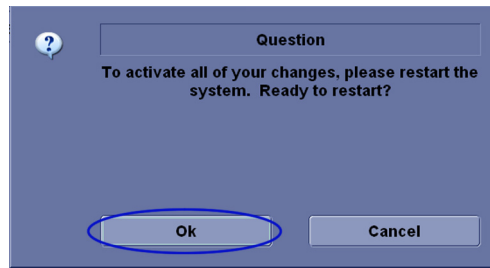 Question
To activate all of your changes, please restart the
system. Ready to restart?
Ok
Cancel